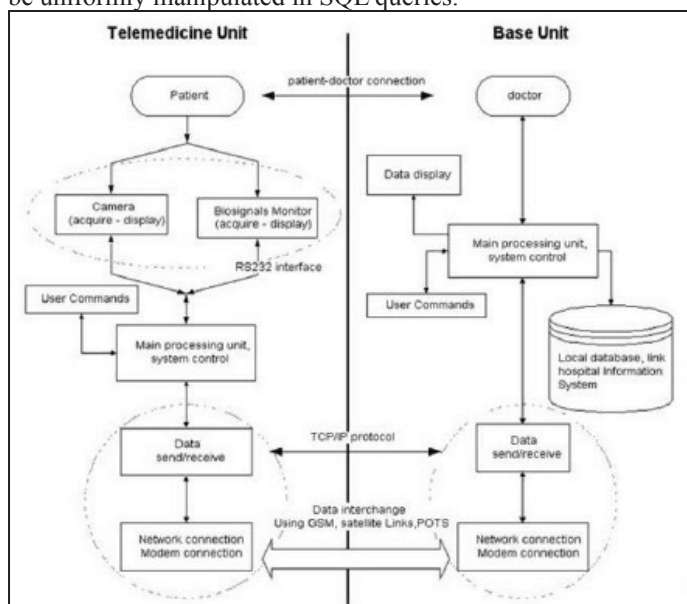 be uniformly manipulated in SQL queries.
Telemedicine Unit
Base Unit
patient-doctor connection
Patient
doctor
Data display
Camera
(acquire - display)
Biosignals Monitor
(acquire - display)
RS232 interface
Main processing unit,
system control
User Commands
User Commands
Main processing unit,
system control
Local database, link
hospital Information
System
TCP/IP protocol
Data
send/receive
Data
send/receive
Data interchange
Using GSM, satellite Links,POTS
Network connection
Modem connection
Network connection
Modem connection